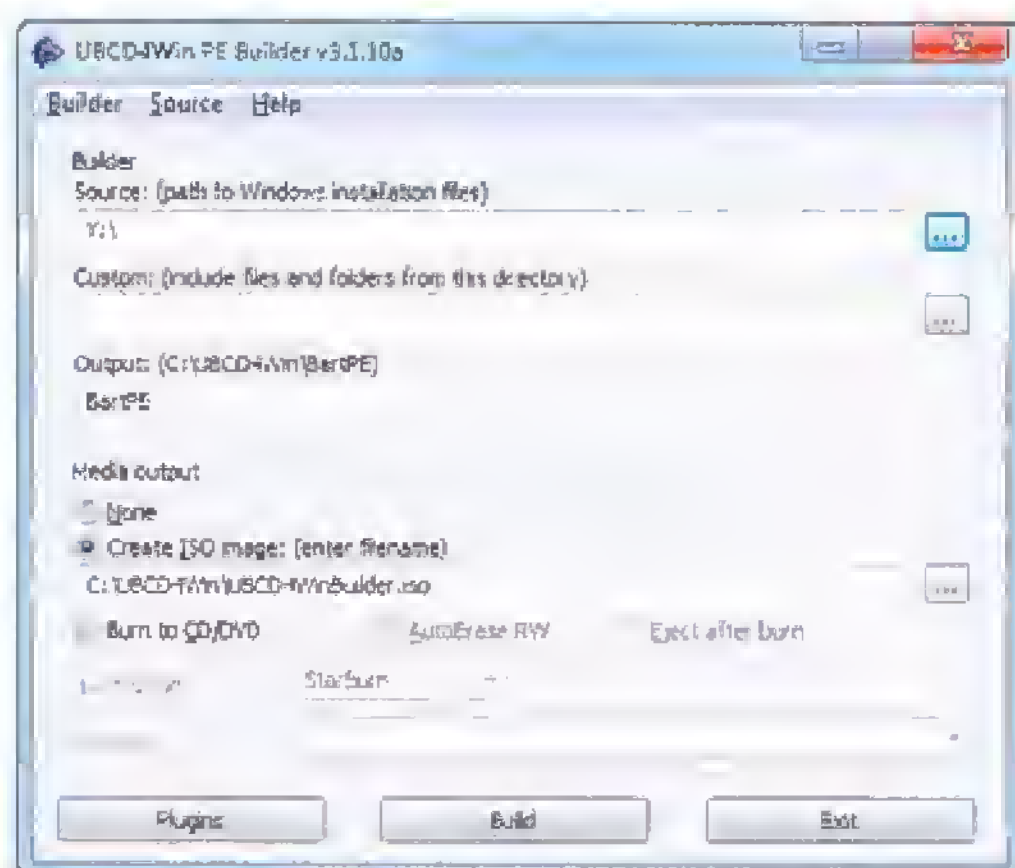 UBCD4Win PE Builder v3.1.10a
Builder Source Help
Builder
Source: (path to Windows installation files)
Y:\
Custom: (include files and folders from this directory)
Output: (C:\UBCD4Win\BartPE)
BartPE
Media output
None
Create ISO image: (enter filename)
C:\UBCD4Win\UBCD4WinBuilder.iso
Burn to CD/DVD AutoErase RW Eject after burn
Starburn
Plugins Build Exit